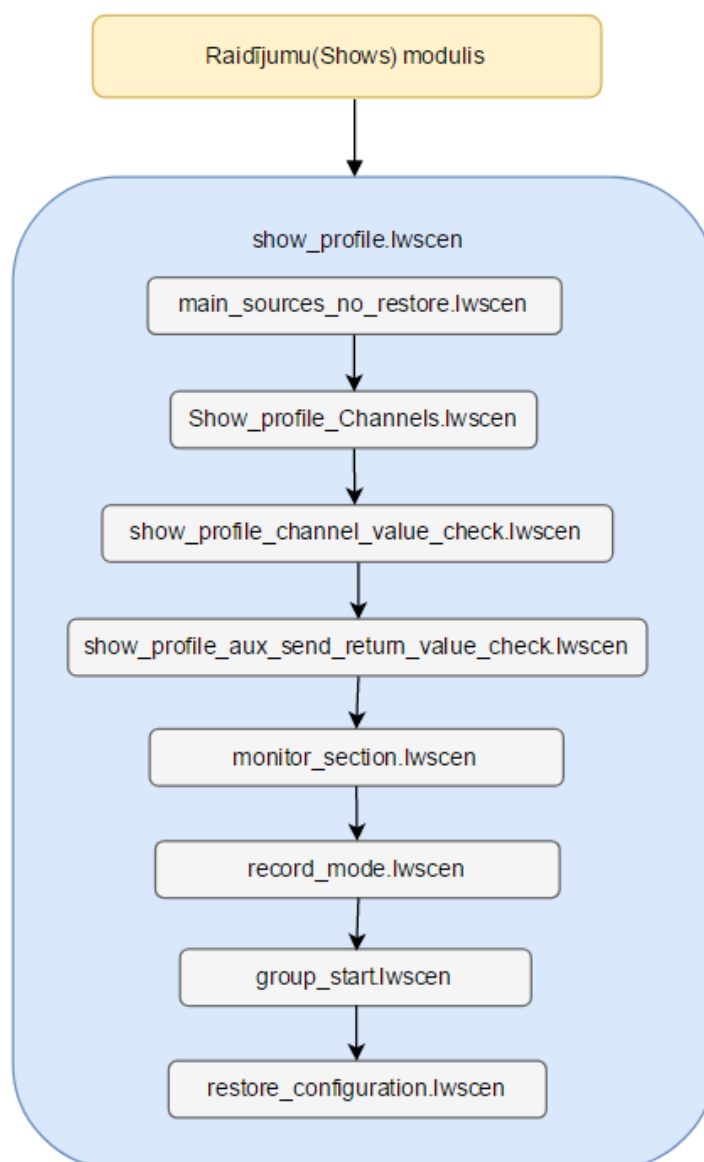 Raidījumu(Shows) modulis
show_profile.lwscen
main_sources_no_restore.lwscen
Show_profile_Channels.lwscen
show_profile_channel_value_check.lwscen
show_profile_aux_send_return_value_check.lwscen
monitor_section.lwscen
record_mode.lwscen
group_start.lwscen
restore_configuration.lwscen